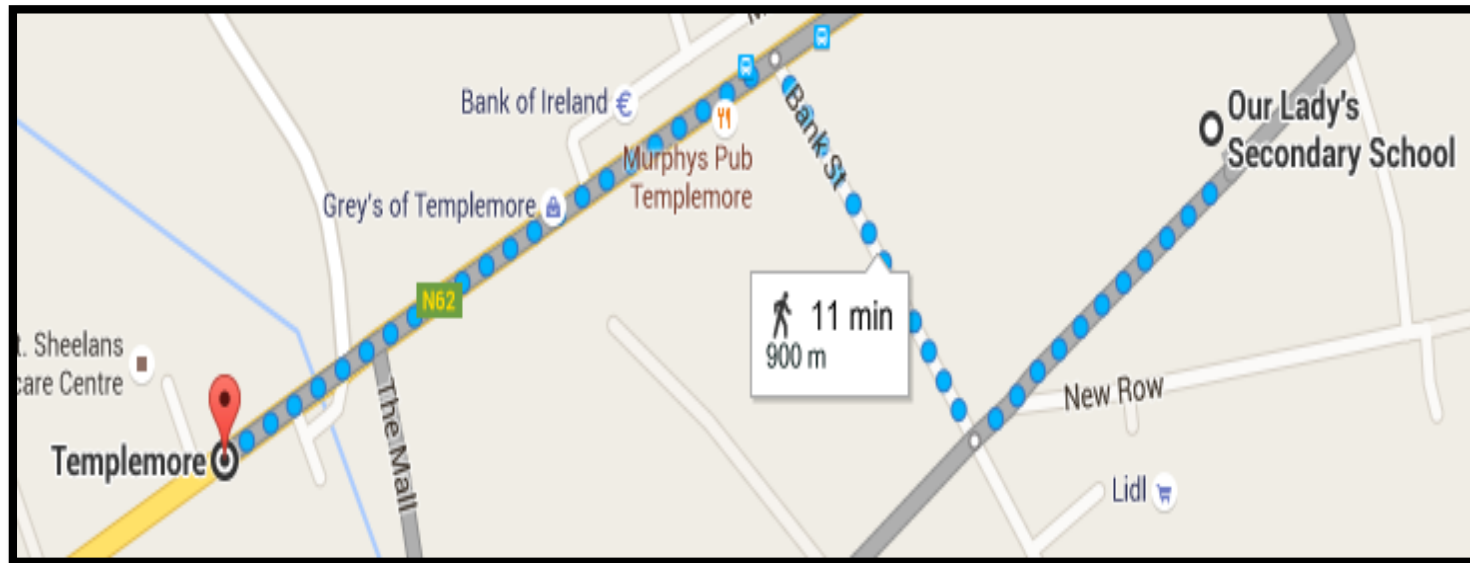 Bank of Ireland €
Bank St
Our Lady's
Secondary School
Murphys Pub
Templemore
Grey's of Templemore
N62
11 min
900 m
t. Sheelans
care Centre
New Row
The Mall
Templemore
Lidl